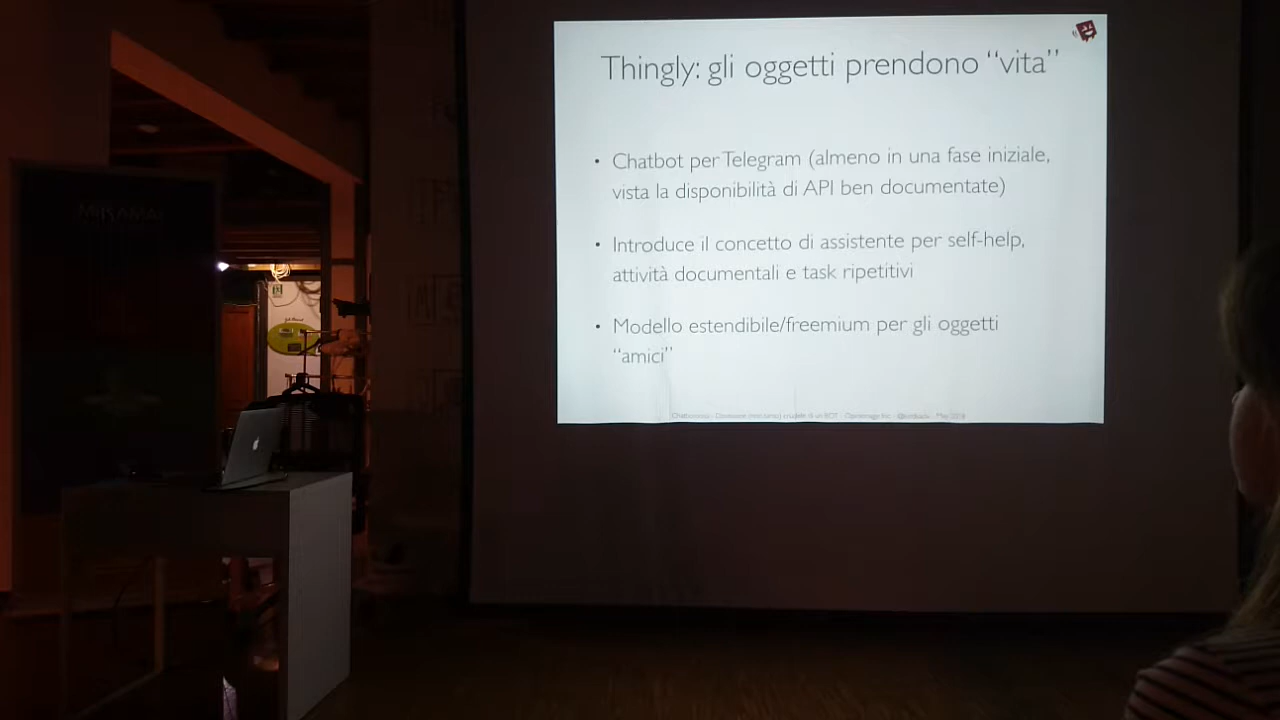 Thingly: gli oggetti prendono “vita”
• Chatbot per Telegram (almeno in una fase iniziale,
vista la disponibilità di API ben documentate)
• Introduce il concetto di assistente per self-help,
attività documentali e task ripetitivi
• Modello estendibile/freemium per gli oggetti
“amici”